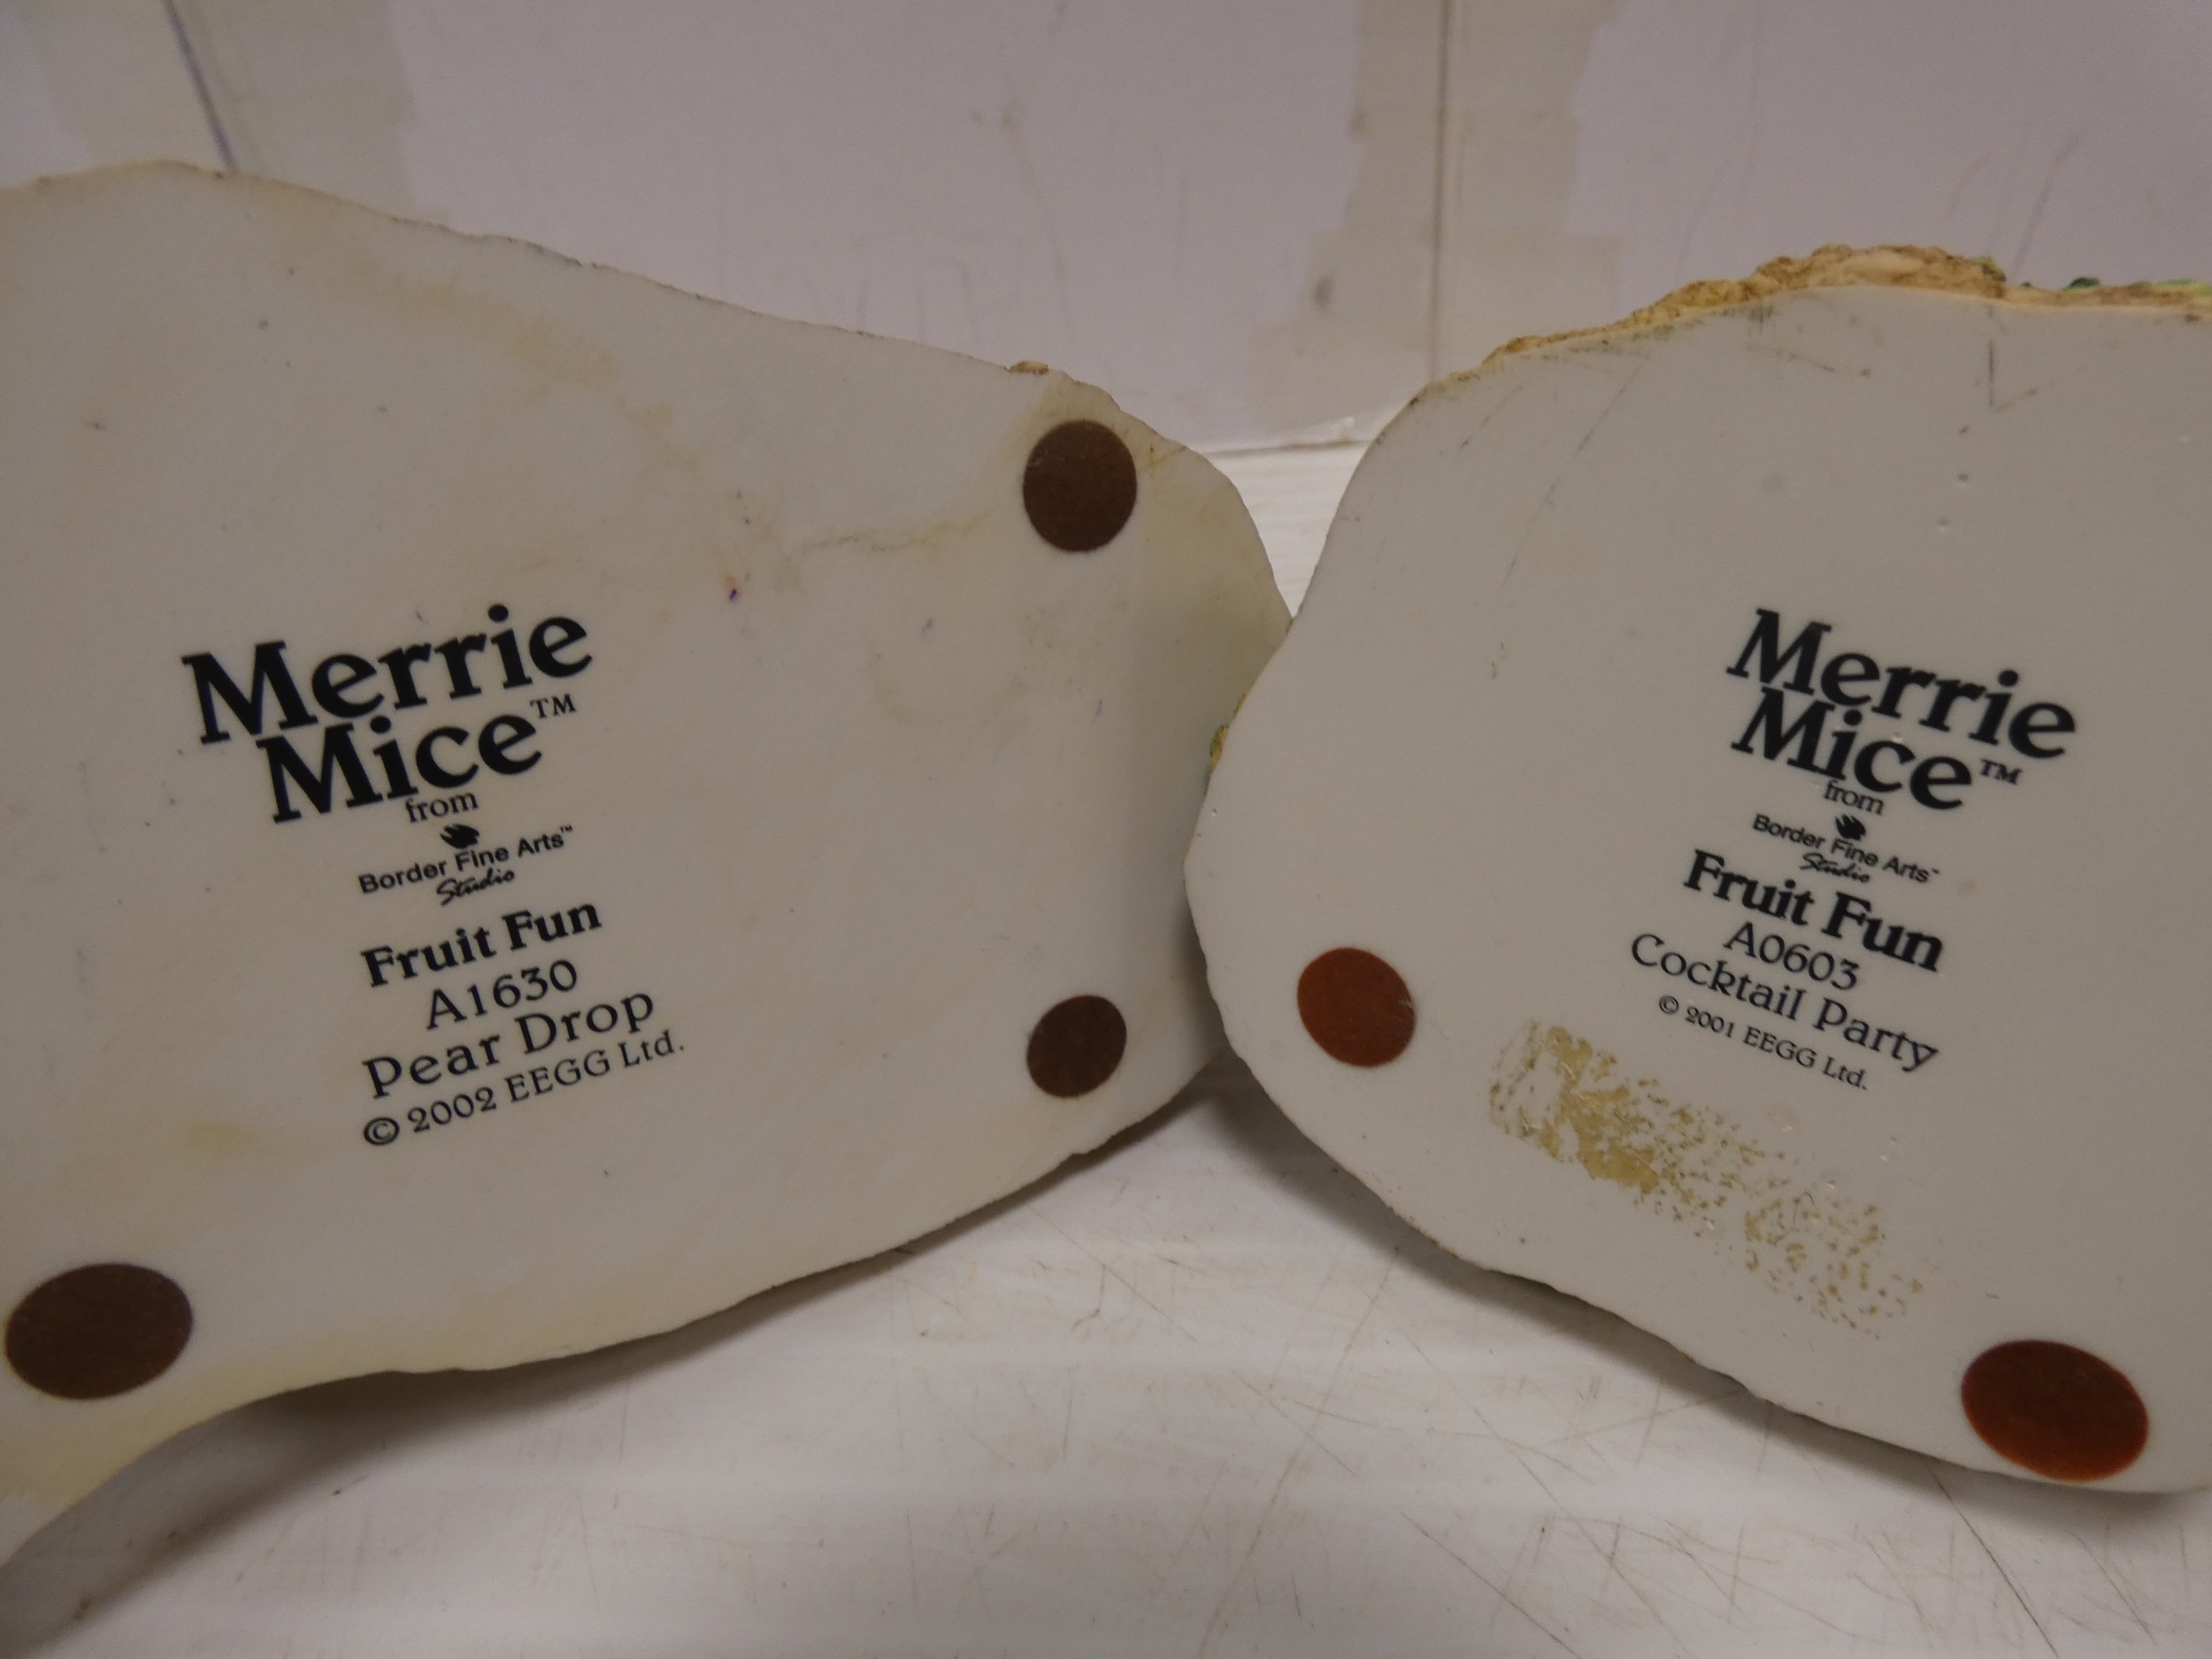 Merrie
Mice™
from
Border Fine Arts™
Studio
Fruit Fun
A1630
Pear Drop
© 2002 EEGG Ltd.
Merrie
Mice™
from
Border Fine Arts™
Studio
Fruit Fun
A0603
Cocktail Party
© 2001 EEGG Ltd.